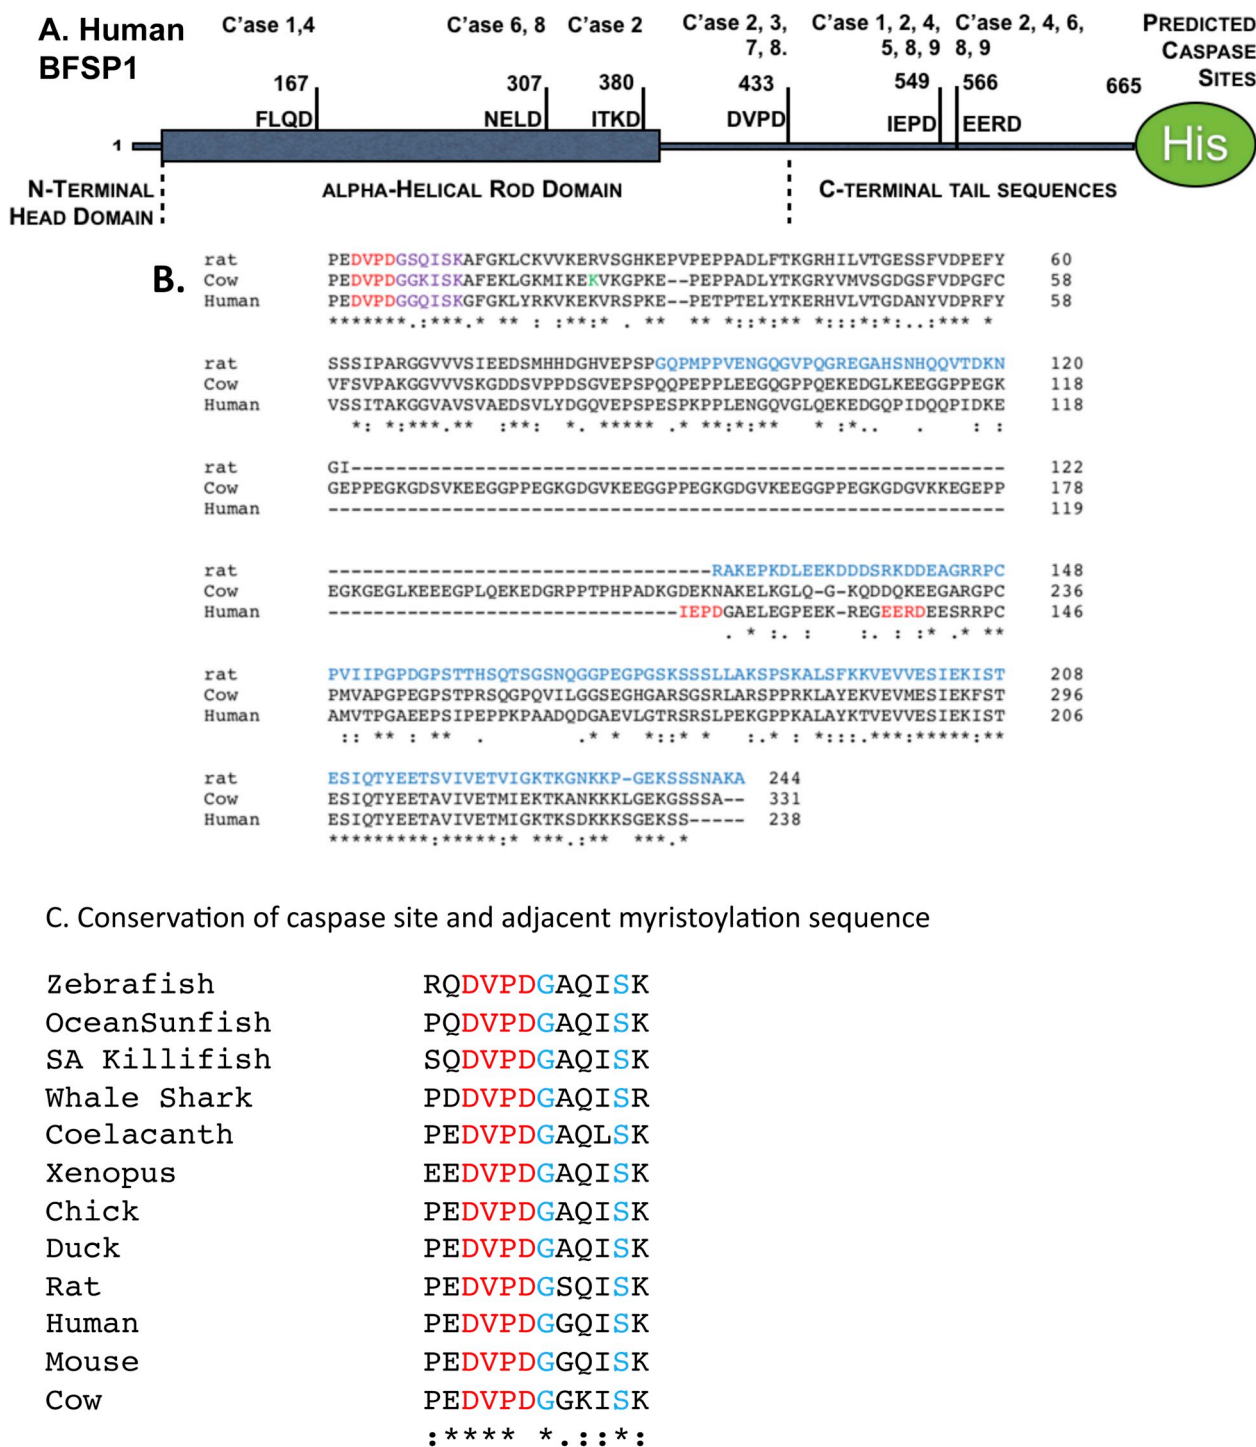 A. Human
BFSP1
C'ase 1,4
C'ase 6, 8
C'ase 2
C'ase 2, 3,
7, 8.
C'ase 1, 2, 4,
5, 8, 9
C'ase 2, 4, 6,
8, 9
PREDICTED
CASPASE
SITES
167
307
380
433
549
566
665
FLQD
NELD
ITKD
DVPD
IEPD
EERD
1
His
N-TERMINAL
HEAD DOMAIN
ALPHA-HELICAL ROD DOMAIN
C-TERMINAL TAIL SEQUENCES
B.
rat PEDVPDGSQISKAFGKLCKVVKERVSGHKEPVPEPPADLFTKGRHILVTGESSFVDPEFY 60
Cow PEDVPDGGKISKAFEKLGKMIKEKVKGPKE--PEPPADLYTKGRYVMVSGDGSFVDPGFC 58
Human PEDVPDGGQISKGFGKLYRKVKEKVRSPKE--PETPTELYTKERHVLVTGDANYVDPRFY 58
*******.:***.* ** : :**:* . ** ** *::*:** *:::*:*:..:*** *
rat SSSIPARGGVVVSIEEDSMHHDGHVEPSPGQPMPPVENGQGVPQGREGAHSNHQQVTDKN 120
Cow VFSVPAKGGVVVSKGDDSVPPDSGVEPSPQQPEPPLEEGQGPPQEKEDGLKEEGGPPEGK 118
Human VSSITAKGGVAVSVAEDSVLYDGQVEPSPESPKPPLENGQVGLQEKEDGQPIDQQPIDKE 118
*: *:***.** :**: *. ***** .* **:*:** * :*.. . : :
rat GI---------------------------------------------------------- 122
Cow GEPPEGKGDSVKEEGGPPEGKGDGVKEEGGPPEGKGDGVKEEGGPPEGKGDGVKKEGEPP 178
Human ------------------------------------------------------------ 119
rat ---------------------------------RAKEPKDLEEKDDDSRKDDEAGRRPC 148
Cow EGKGEGLKEEEGPLQEKEDGRPPTPHPADKGDEKNAKELKGLQ-G-KQDDQKEEGARGPC 236
Human ------------------------------IEPDGAELEGPEEK-REGEERDEESRRPC 146
. * :. : :. : :* .* **
rat PVIIPGPDGPSTTHSQTSGSNQGGPEGPGSKSSSLLAKSPSKALSFKKVEVVESIEKIST 208
Cow PMVAPGPEGPSTPRSQGPQVILGGSEGHGARSGSRLARSPPRKLAYEKVEVMESIEKFST 296
Human AMVTPGAEEPSIPEPPKPAADQDGAEVLGTRSRSLPEKGPPKALAYKTVEVVESIEKIST 206
:: ** : ** . .* * *::* * :.* : *:::.***:*****:**
rat ESIQTYEETSVIVETVIGKTKGNKKP-GEKSSSNAKA 244
Cow ESIQTYEETAVIVETMIEKTKANKKKLGEKGSSSA-- 331
Human ESIQTYEETAVIVETMIGKTKSDKKKSGEKSS----- 238
*********:*****:* ***.:** ***.*
C. Conservation of caspase site and adjacent myristoylation sequence
Zebrafish RQDVPDGAQISK
OceanSunfish PQDVPDGAQISK
SA Killifish SQDVPDGAQISK
Whale Shark PDDVPDGAQISR
Coelacanth PEDVPDGAQLSK
Xenopus EEDVPDGAQISK
Chick PEDVPDGAQISK
Duck PEDVPDGAQISK
Rat PEDVPDGSQISK
Human PEDVPDGGQISK
Mouse PEDVPDGGQISK
Cow PEDVPDGGKISK
:**** *.::*: